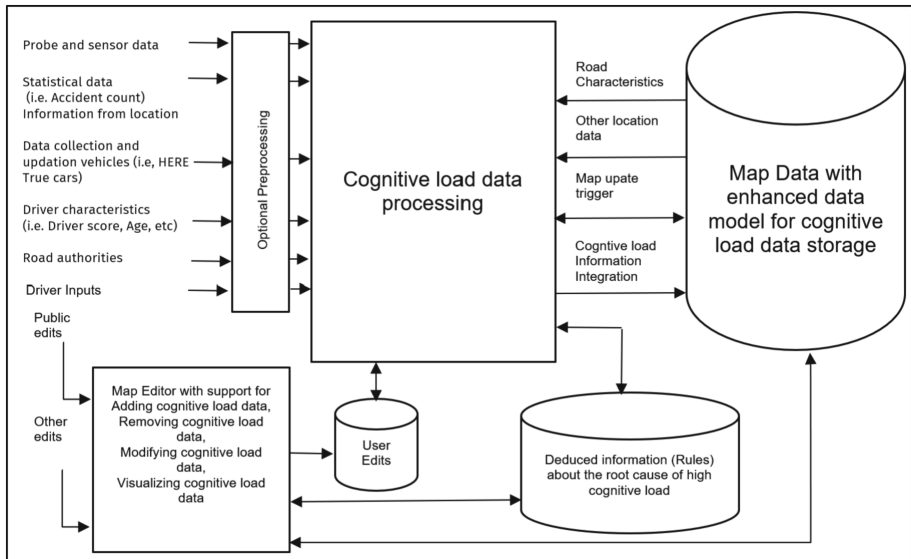 Probe and sensor data
Statistical data
(i.e. Accident count)
Information from location
Data collection and
updation vehicles (i.e, HERE
True cars)
Driver characteristics
(i.e. Driver score, Age, etc)
Road authorities
Driver Inputs
Optional Preprocessing
Cognitive load data
processing
Road
Characteristics
Other location
data
Map upate
trigger
Cogntive load
Information
Integration
Map Data with
enhanced data
model for cognitive
load data storage
Public
edits
Other
edits
Map Editor with support for
Adding cognitive load data,
Removing cognitive load
data,
Modifying cognitive load
data,
Visualizing cognitive load
data
User
Edits
Deduced information (Rules)
about the root cause of high
cognitive load